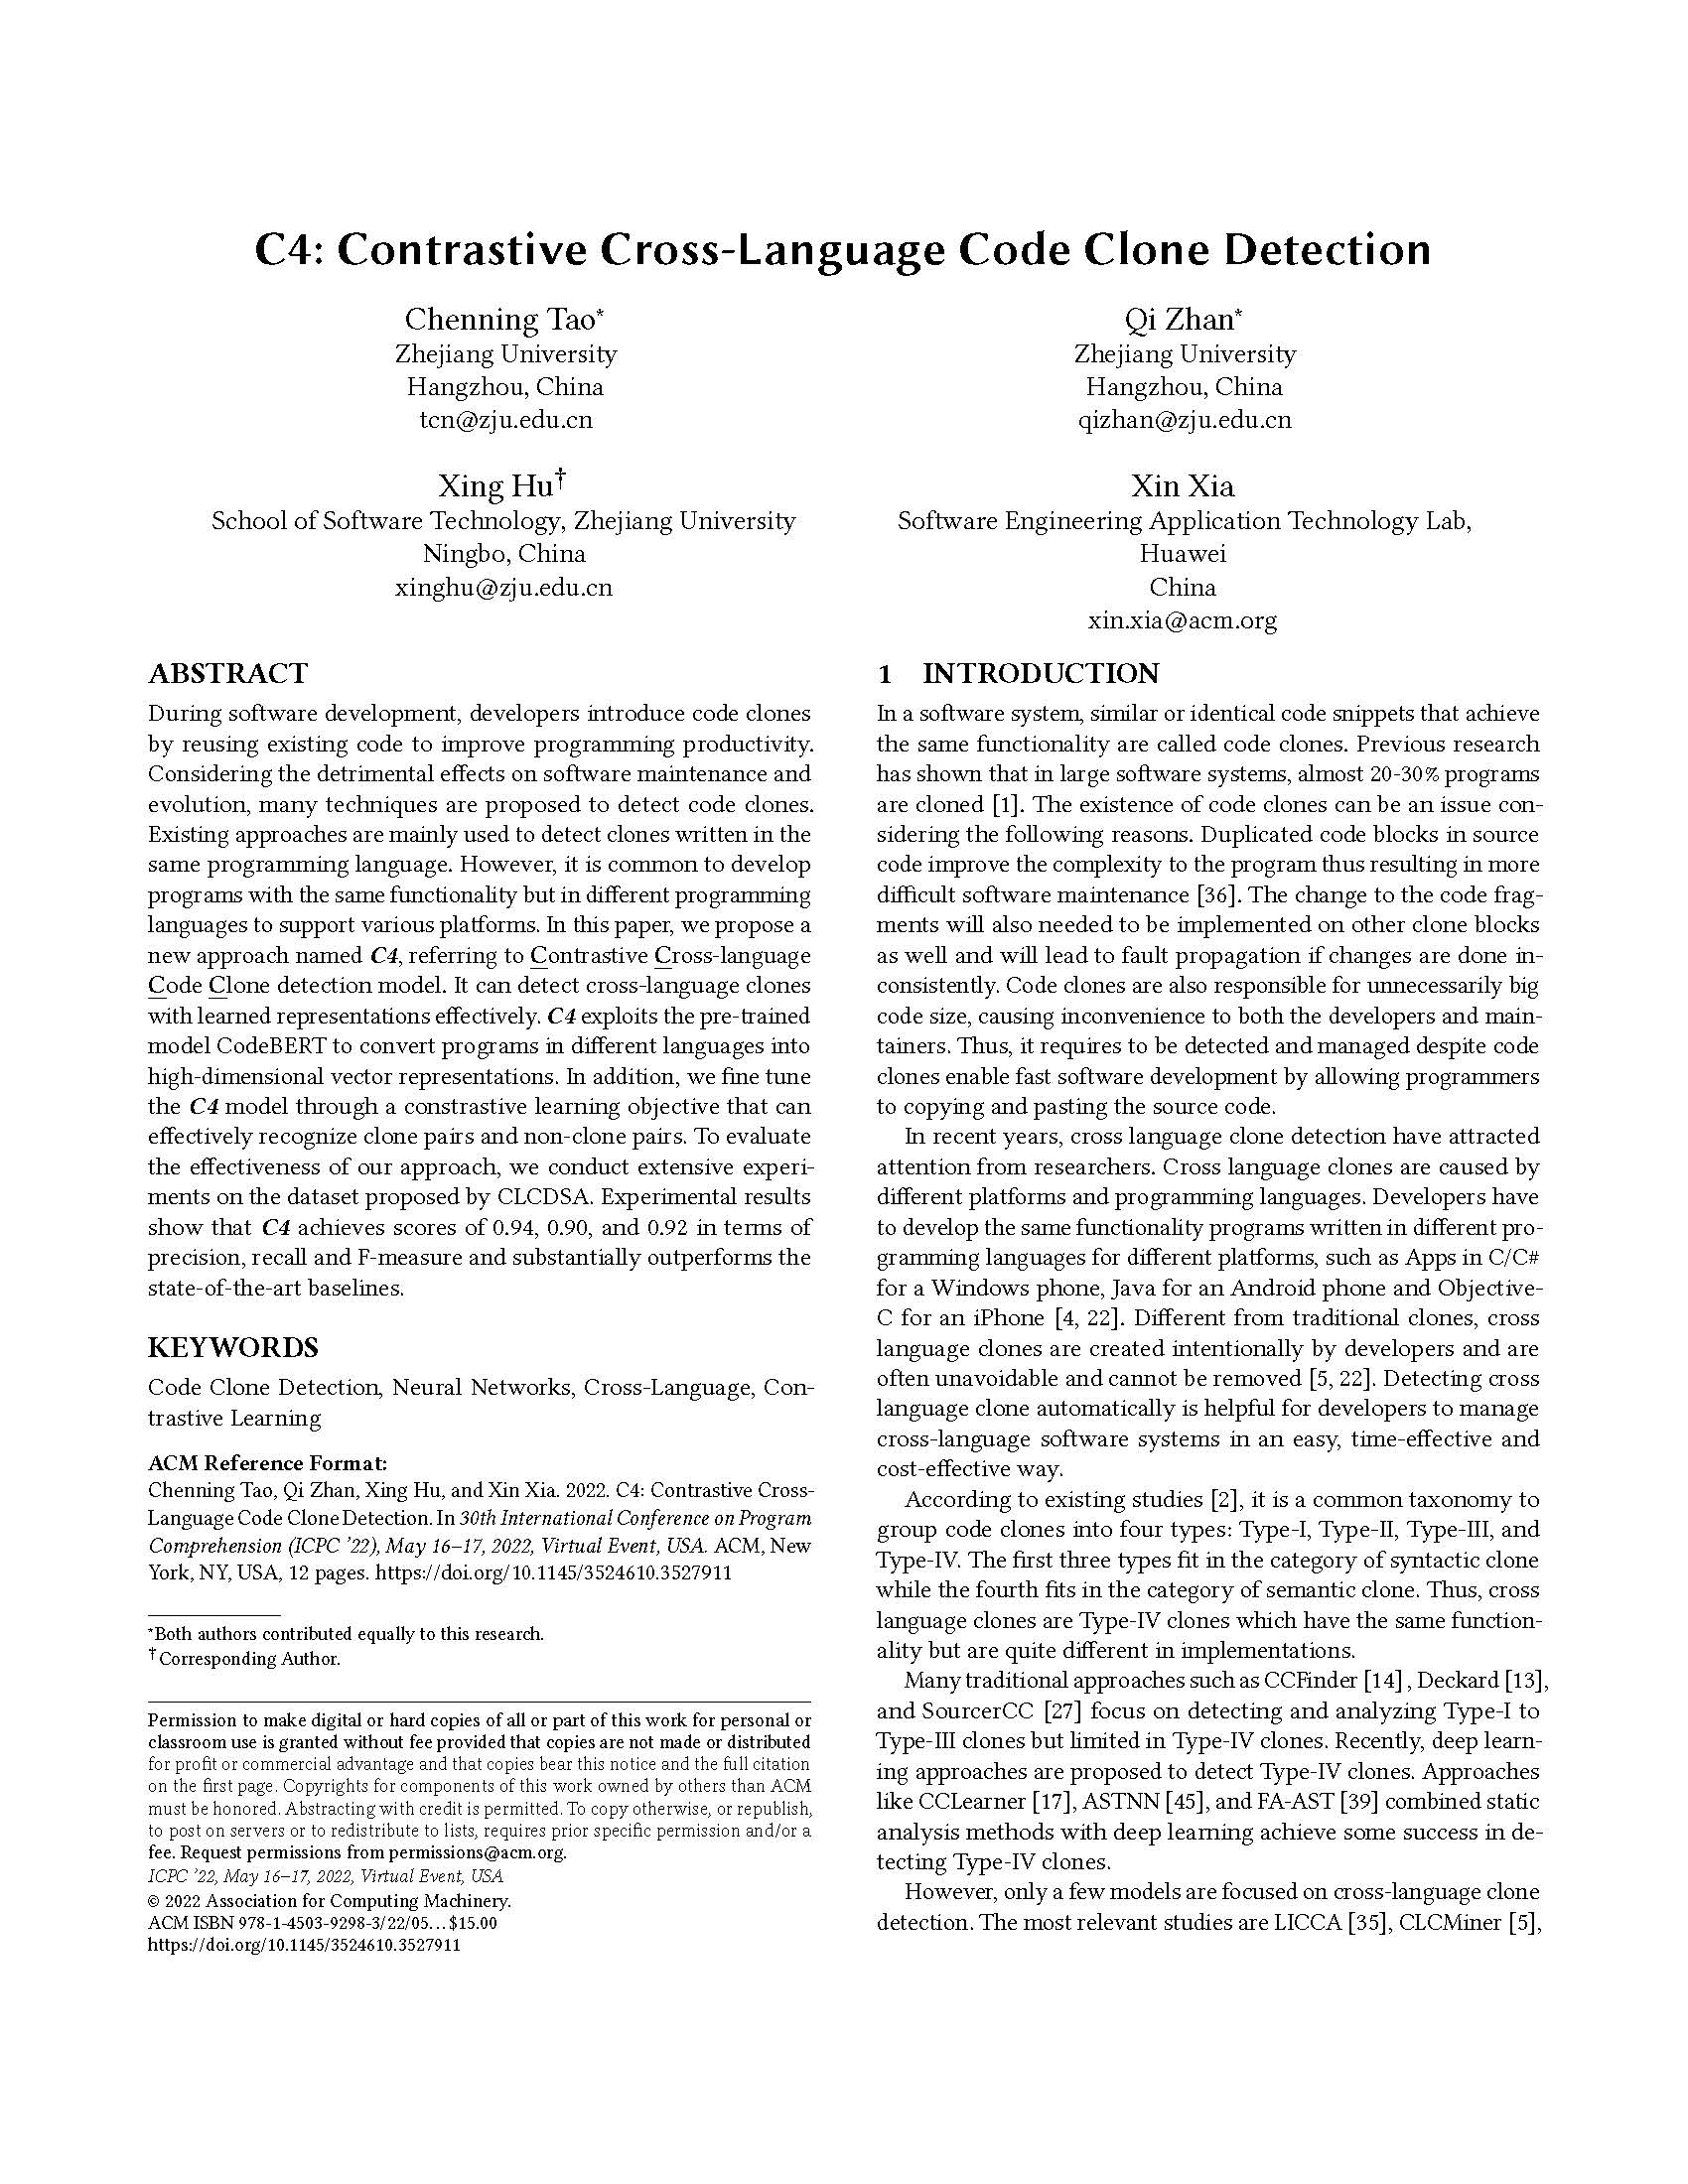 C4: Contrastive Cross-Language Code Clone Detection
Chenning Tao*
Zhejiang University
Hangzhou, China
tcn@zju.edu.cn
Qi Zhan*
Zhejiang University
Hangzhou, China
qizhan@zju.edu.cn
Xing Hu†
School of Software Technology, Zhejiang University
Ningbo, China
xinghu@zju.edu.cn
Xin Xia
Software Engineering Application Technology Lab,
Huawei
China
xin.xia@acm.org
ABSTRACT
During software development, developers introduce code clones
by reusing existing code to improve programming productivity.
Considering the detrimental effects on software maintenance and
evolution, many techniques are proposed to detect code clones.
Existing approaches are mainly used to detect clones written in the
same programming language. However, it is common to develop
programs with the same functionality but in different programming
languages to support various platforms. In this paper, we propose a
new approach named C4, referring to Contrastive Cross-language
Code Clone detection model. It can detect cross-language clones
with learned representations effectively. C4 exploits the pre-trained
model CodeBERT to convert programs in different languages into
high-dimensional vector representations. In addition, we fine tune
the C4 model through a constrastive learning objective that can
effectively recognize clone pairs and non-clone pairs. To evaluate
the effectiveness of our approach, we conduct extensive experi-
ments on the dataset proposed by CLCDSA. Experimental results
show that C4 achieves scores of 0.94, 0.90, and 0.92 in terms of
precision, recall and F-measure and substantially outperforms the
state-of-the-art baselines.
KEYWORDS
Code Clone Detection, Neural Networks, Cross-Language, Con-
trastive Learning
ACM Reference Format:
Chenning Tao, Qi Zhan, Xing Hu, and Xin Xia. 2022. C4: Contrastive Cross-
Language Code Clone Detection. In 30th International Conference on Program
Comprehension (ICPC '22), May 16–17, 2022, Virtual Event, USA. ACM, New
York, NY, USA, 12 pages. https://doi.org/10.1145/3524610.3527911
*Both authors contributed equally to this research.
†Corresponding Author.
Permission to make digital or hard copies of all or part of this work for personal or
classroom use is granted without fee provided that copies are not made or distributed
for profit or commercial advantage and that copies bear this notice and the full citation
on the first page. Copyrights for components of this work owned by others than ACM
must be honored. Abstracting with credit is permitted. To copy otherwise, or republish,
to post on servers or to redistribute to lists, requires prior specific permission and/or a
fee. Request permissions from permissions@acm.org.
ICPC '22, May 16–17, 2022, Virtual Event, USA
© 2022 Association for Computing Machinery.
ACM ISBN 978-1-4503-9298-3/22/05...$15.00
https://doi.org/10.1145/3524610.3527911
1 INTRODUCTION
In a software system, similar or identical code snippets that achieve
the same functionality are called code clones. Previous research
has shown that in large software systems, almost 20-30% programs
are cloned [1]. The existence of code clones can be an issue con-
sidering the following reasons. Duplicated code blocks in source
code improve the complexity to the program thus resulting in more
difficult software maintenance [36]. The change to the code frag-
ments will also needed to be implemented on other clone blocks
as well and will lead to fault propagation if changes are done in-
consistently. Code clones are also responsible for unnecessarily big
code size, causing inconvenience to both the developers and main-
tainers. Thus, it requires to be detected and managed despite code
clones enable fast software development by allowing programmers
to copying and pasting the source code.
In recent years, cross language clone detection have attracted
attention from researchers. Cross language clones are caused by
different platforms and programming languages. Developers have
to develop the same functionality programs written in different pro-
gramming languages for different platforms, such as Apps in C/C#
for a Windows phone, Java for an Android phone and Objective-
C for an iPhone [4, 22]. Different from traditional clones, cross
language clones are created intentionally by developers and are
often unavoidable and cannot be removed [5, 22]. Detecting cross
language clone automatically is helpful for developers to manage
cross-language software systems in an easy, time-effective and
cost-effective way.
According to existing studies [2], it is a common taxonomy to
group code clones into four types: Type-I, Type-II, Type-III, and
Type-IV. The first three types fit in the category of syntactic clone
while the fourth fits in the category of semantic clone. Thus, cross
language clones are Type-IV clones which have the same function-
ality but are quite different in implementations.
Many traditional approaches such as CCFinder [14] , Deckard [13],
and SourcerCC [27] focus on detecting and analyzing Type-I to
Type-III clones but limited in Type-IV clones. Recently, deep learn-
ing approaches are proposed to detect Type-IV clones. Approaches
like CCLearner [17], ASTNN [45], and FA-AST [39] combined static
analysis methods with deep learning achieve some success in de-
tecting Type-IV clones.
However, only a few models are focused on cross-language clone
detection. The most relevant studies are LICCA [35], CLCMiner [5],